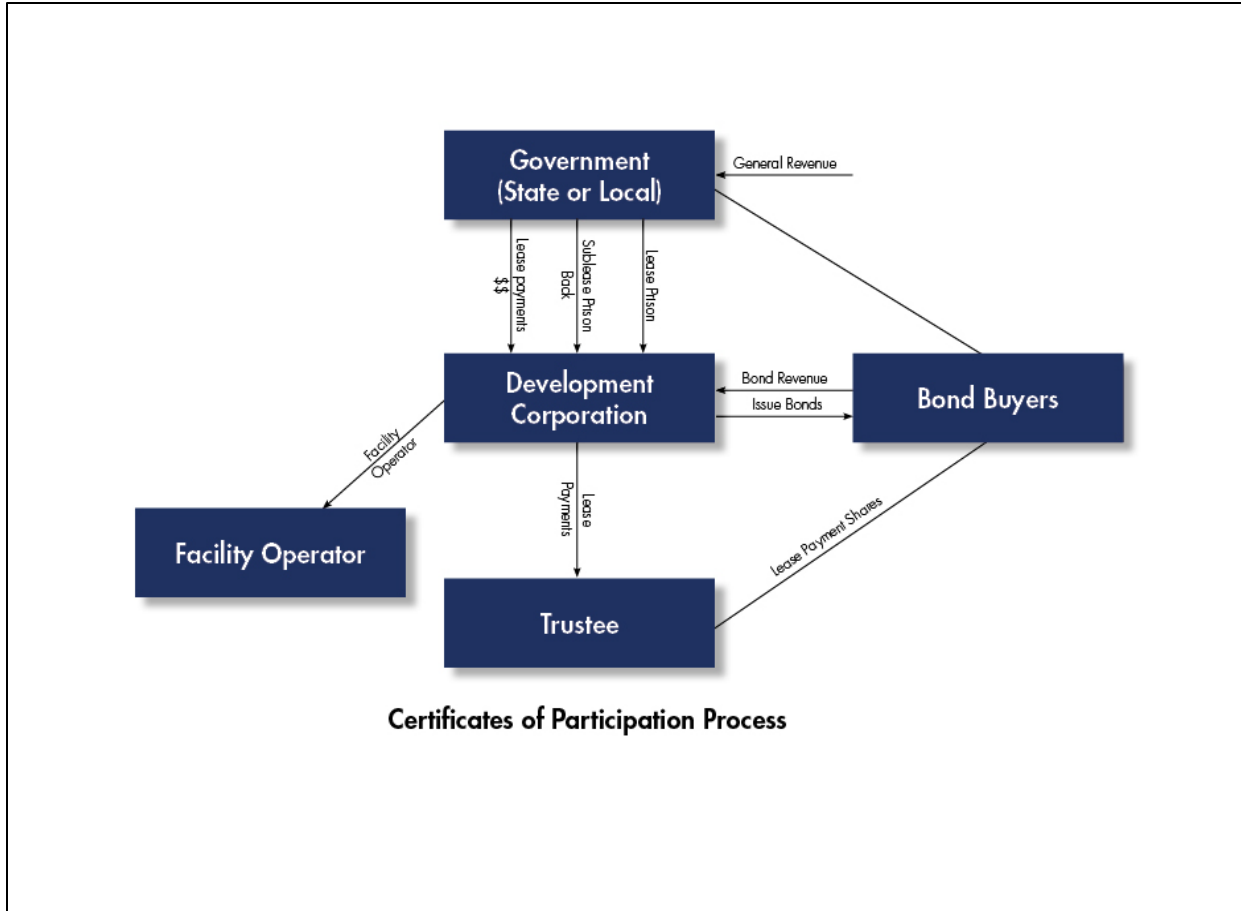 Government
(State or Local)
General Revenue
Lease payments
$$
Sublease Prison
Back
Lease Prison
Development
Corporation
Bond Revenue
Issue Bonds
Bond Buyers
Facility
Operator
Lease
Payments
Lease Payment Shares
Facility Operator
Trustee
Certificates of Participation Process